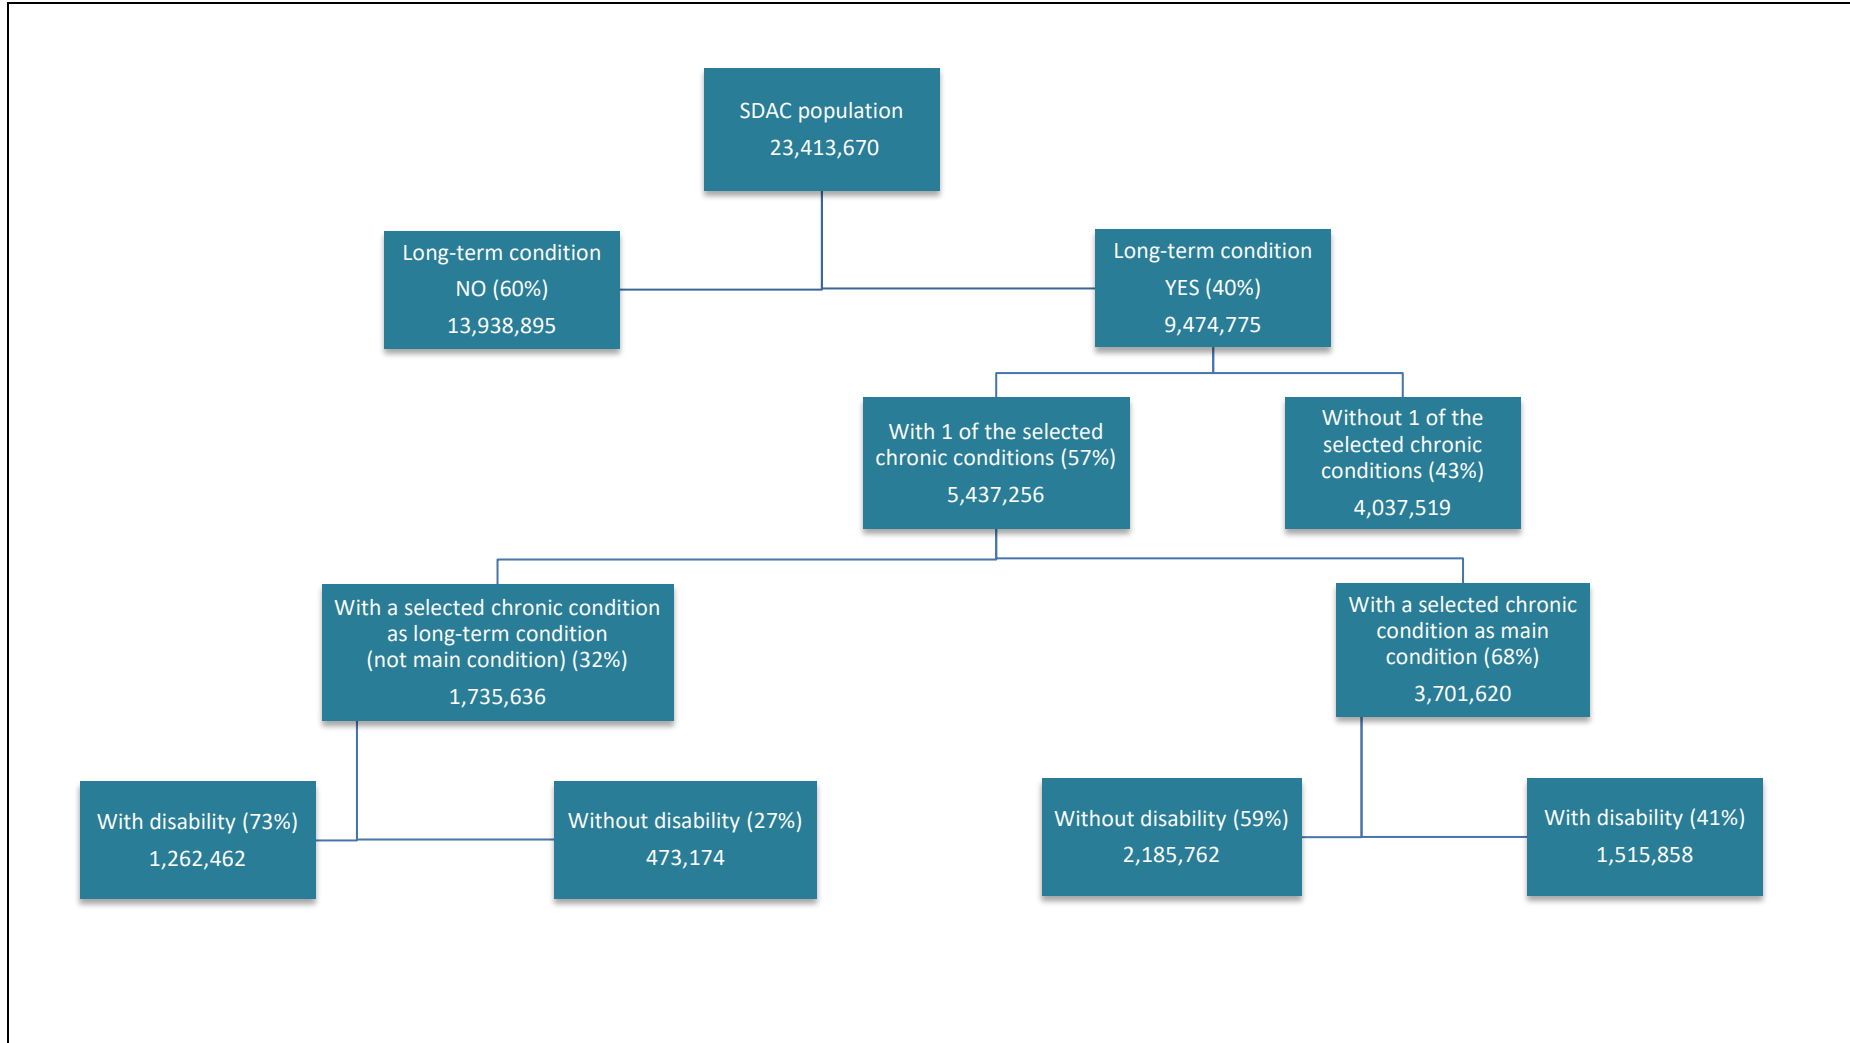 SDAC population
23,413,670
Long-term condition
NO (60%)
13,938,895
Long-term condition
YES (40%)
9,474,775
With 1 of the selected
chronic conditions (57%)
5,437,256
Without 1 of the
selected chronic
conditions (43%)
4,037,519
With a selected chronic condition
as long-term condition
(not main condition) (32%)
1,735,636
With a selected chronic
condition as main
condition (68%)
3,701,620
With disability (73%)
1,262,462
Without disability (27%)
473,174
Without disability (59%)
2,185,762
With disability (41%)
1,515,858